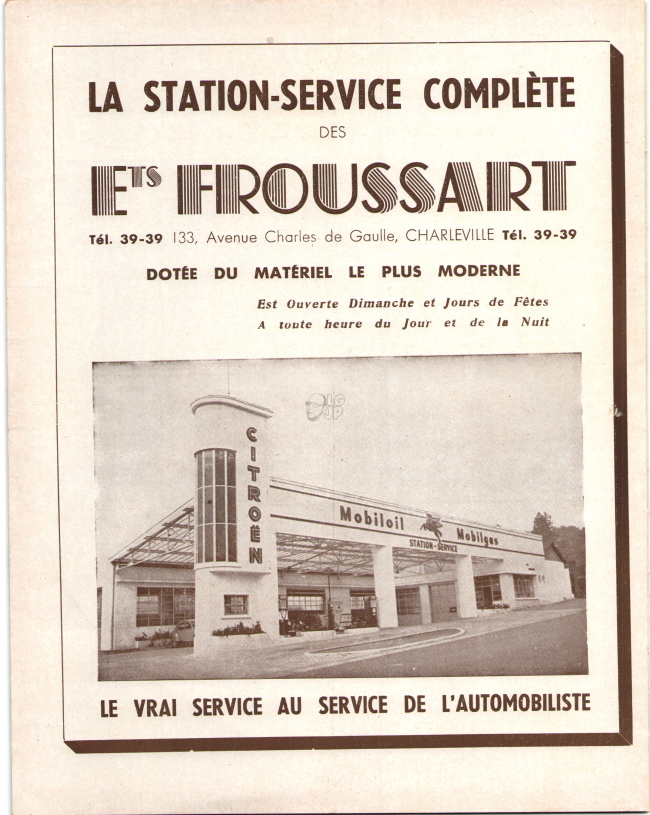 LA STATION-SERVICE COMPLÈTE
DES
ETS FROUSSART
Tél. 39-39 133, Avenue Charles de Gaulle, CHARLEVILLE Tél. 39-39
DOTÉE DU MATÉRIEL LE PLUS MODERNE
Est Ouverte Dimanche et Jours de Fêtes
A toute heure du Jour et de la Nuit
LG
JP
CITROËN
Mobiloil Mobilgas
STATION-SERVICE
LE VRAI SERVICE AU SERVICE DE L'AUTOMOBILISTE